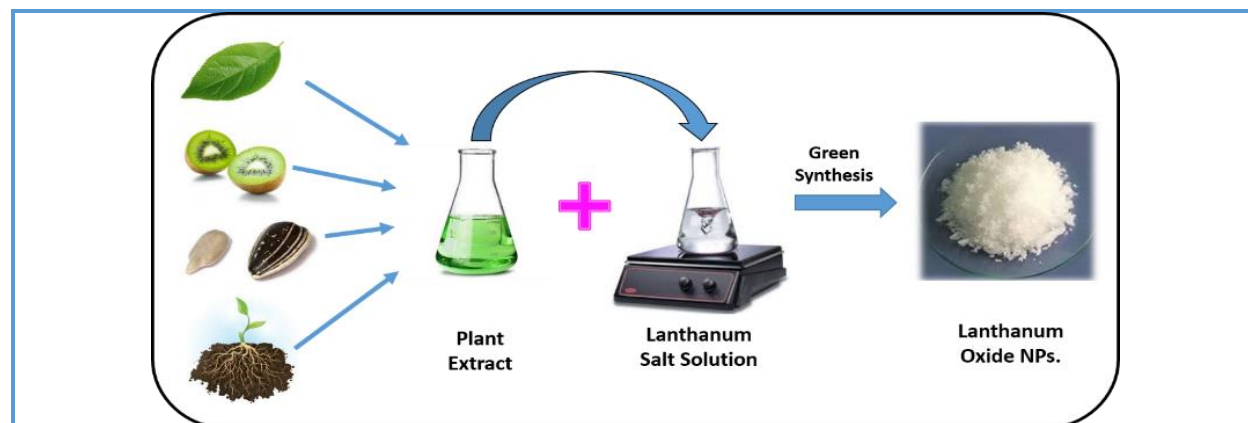 Green
Synthesis
Plant
Extract
Lanthanum
Salt Solution
Lanthanum
Oxide NPs.